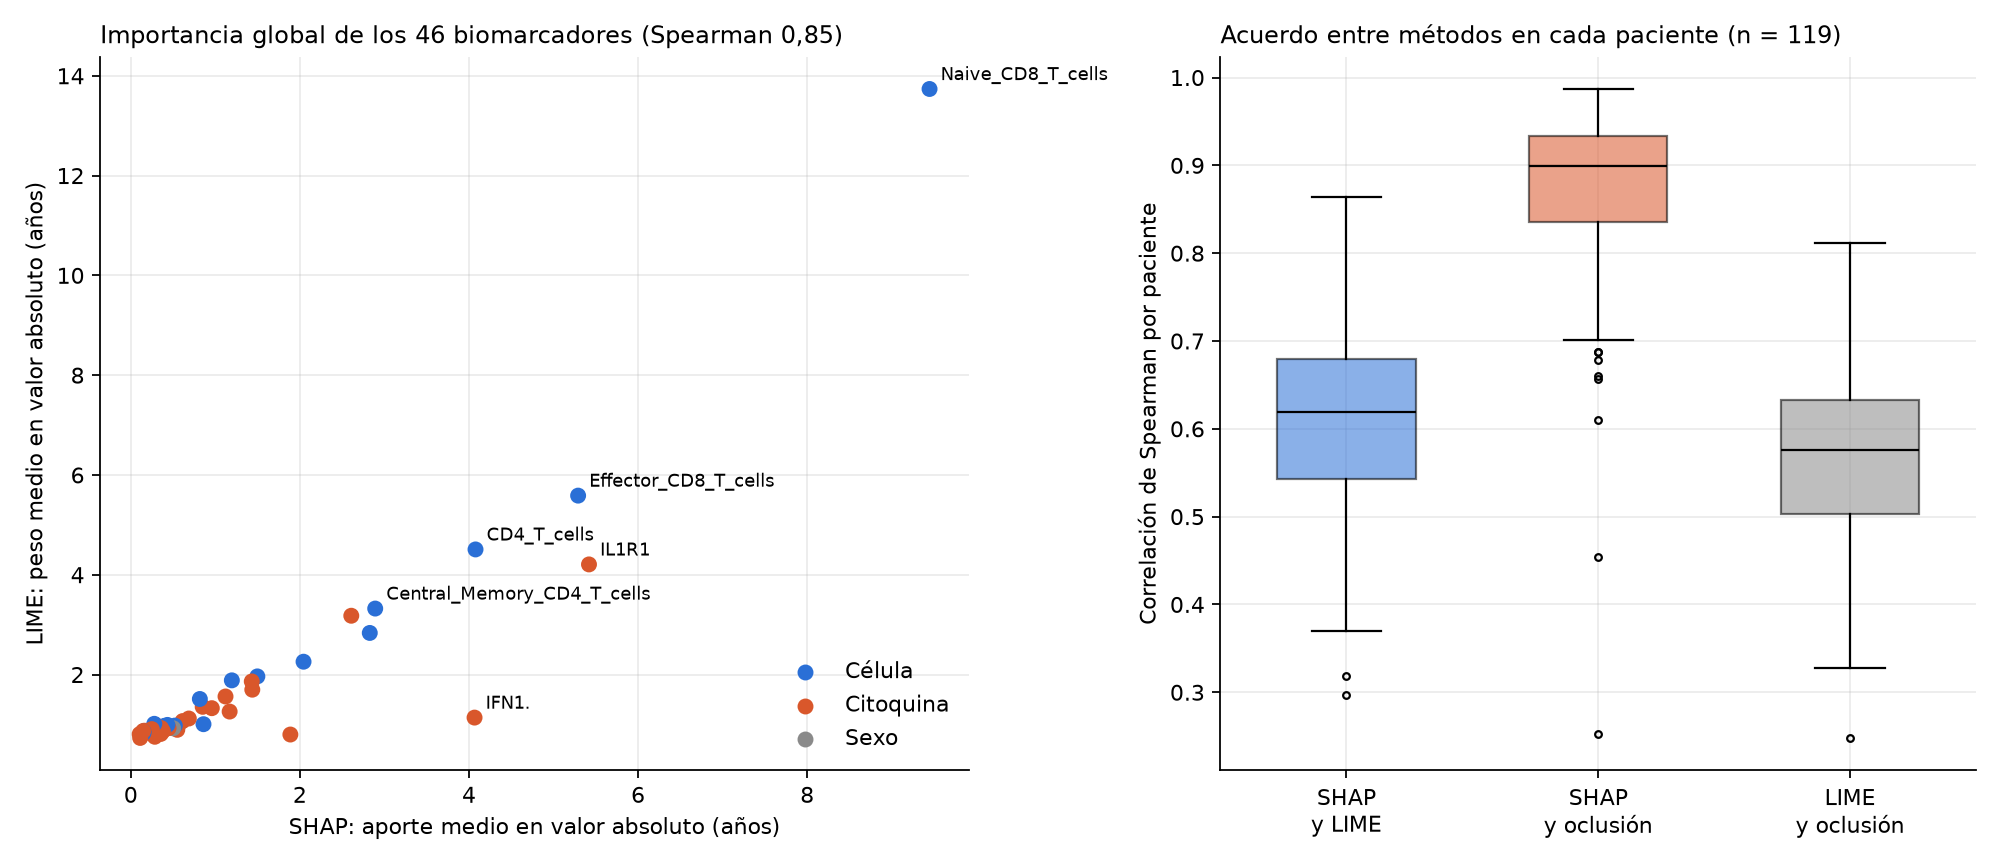 Importancia global de los 46 biomarcadores (Spearman 0,85)
LIME: peso medio en valor absoluto (años)
14
12
10
8
6
4
2
Naive_CD8_T_cells
Effector_CD8_T_cells
CD4_T_cells
IL1R1
Central_Memory_CD4_T_cells
IFN1.
Célula
Citoquina
Sexo
0
2
4
6
8
SHAP: aporte medio en valor absoluto (años)
Acuerdo entre métodos en cada paciente (n = 119)
Correlación de Spearman por paciente
1.0
0.9
0.8
0.7
0.6
0.5
0.4
0.3
SHAP
y LIME
SHAP
y oclusión
LIME
y oclusión